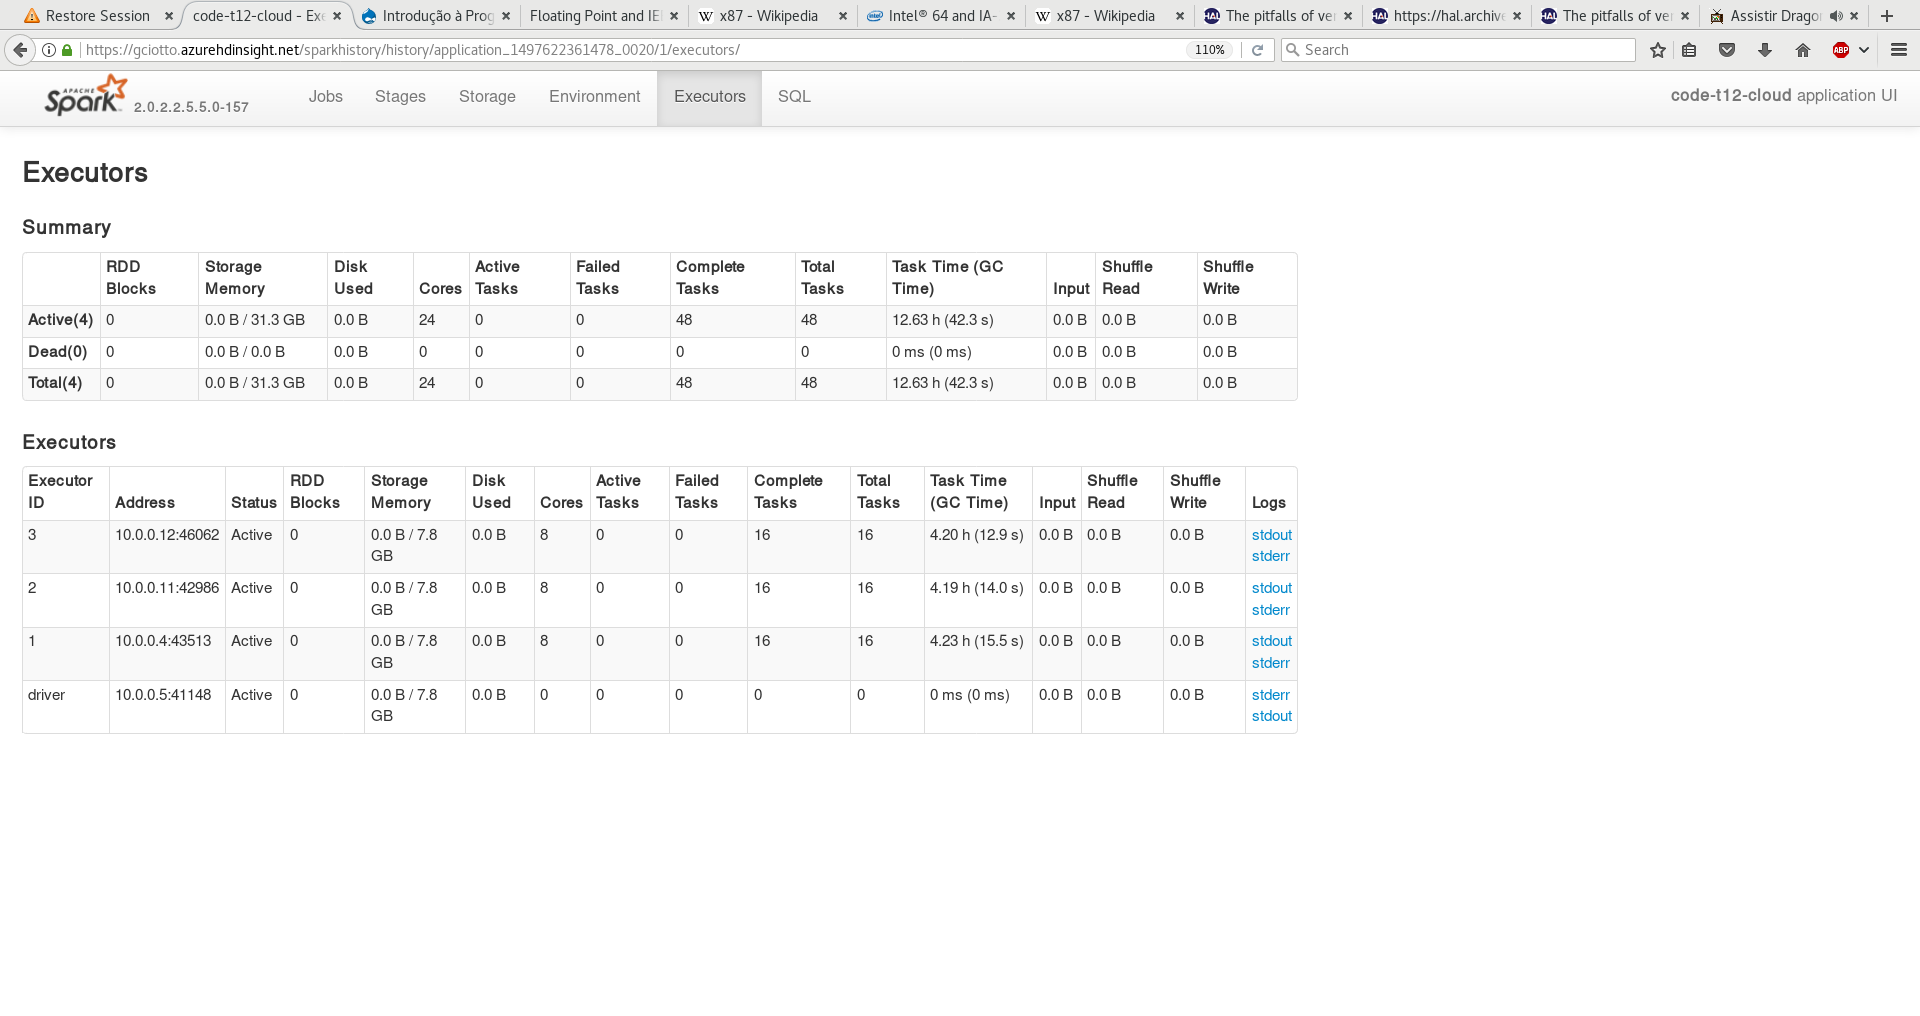 Restore Session code-t12-cloud - Exe Introdução à Prog Floating Point and IEE W x87 - Wikipedia Intel® 64 and IA- W x87 - Wikipedia HAL The pitfalls of ver HAL https://hal.archive HAL The pitfalls of ver Assistir Dragon
https://gciotto.azurehdinsight.net/sparkhistory/history/application_1497622361478_0020/1/executors/ 110% Search ABP
APACHE Spark 2.0.2.2.5.5.0-157 Jobs Stages Storage Environment Executors SQL code-t12-cloud application UI
Executors
Summary
RDD Blocks Storage Memory Disk Used Cores Active Tasks Failed Tasks Complete Tasks Total Tasks Task Time (GC Time) Input Shuffle Read Shuffle Write
Active(4) 0 0.0 B / 31.3 GB 0.0 B 24 0 0 48 48 12.63 h (42.3 s) 0.0 B 0.0 B 0.0 B
Dead(0) 0 0.0 B / 0.0 B 0.0 B 0 0 0 0 0 0 ms (0 ms) 0.0 B 0.0 B 0.0 B
Total(4) 0 0.0 B / 31.3 GB 0.0 B 24 0 0 48 48 12.63 h (42.3 s) 0.0 B 0.0 B 0.0 B
Executors
Executor ID Address Status RDD Blocks Storage Memory Disk Used Cores Active Tasks Failed Tasks Complete Tasks Total Tasks Task Time (GC Time) Input Shuffle Read Shuffle Write Logs
3 10.0.0.12:46062 Active 0 0.0 B / 7.8 GB 0.0 B 8 0 0 16 16 4.20 h (12.9 s) 0.0 B 0.0 B 0.0 B stdout stderr
2 10.0.0.11:42986 Active 0 0.0 B / 7.8 GB 0.0 B 8 0 0 16 16 4.19 h (14.0 s) 0.0 B 0.0 B 0.0 B stdout stderr
1 10.0.0.4:43513 Active 0 0.0 B / 7.8 GB 0.0 B 8 0 0 16 16 4.23 h (15.5 s) 0.0 B 0.0 B 0.0 B stdout stderr
driver 10.0.0.5:41148 Active 0 0.0 B / 7.8 GB 0.0 B 0 0 0 0 0 0 ms (0 ms) 0.0 B 0.0 B 0.0 B stderr stdout